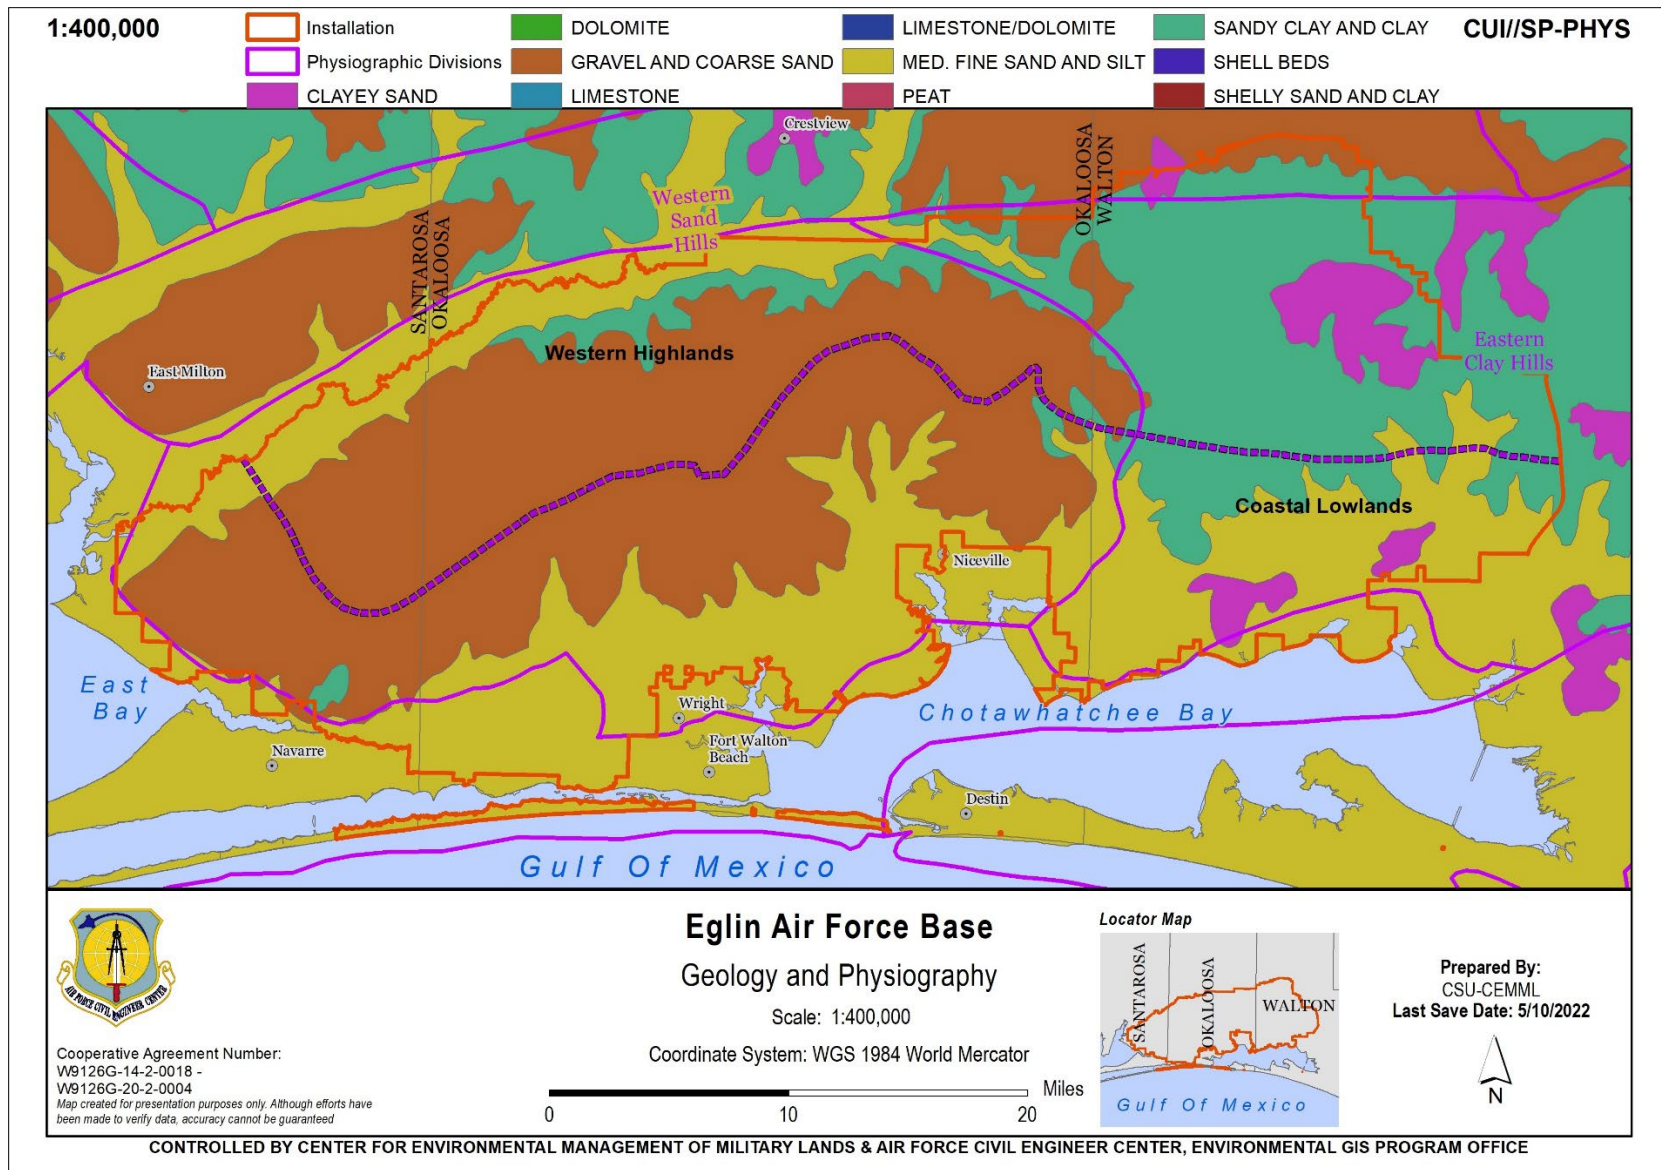 1:400,000
Installation
DOLOMITE
LIMESTONE/DOLOMITE
SANDY CLAY AND CLAY
CUI//SP-PHYS
Physiographic Divisions
GRAVEL AND COARSE SAND
MED. FINE SAND AND SILT
SHELL BEDS
CLAYEY SAND
LIMESTONE
PEAT
SHELLY SAND AND CLAY
Crestview
OKALOOSA
WALTON
Western
Sand
Hills
SANTAROSA
OKALOOSA
Western Highlands
East Milton
Eastern
Clay Hills
Coastal Lowlands
Niceville
East
Bay
Wright
Chotawhatchee Bay
Navarre
Fort Walton
Beach
Destin
Gulf Of Mexico
AIR FORCE CIVIL ENGINEER CENTER
Cooperative Agreement Number:
W9126G-14-2-0018 -
W9126G-20-2-0004
Map created for presentation purposes only. Although efforts have
been made to verify data, accuracy cannot be guaranteed
Eglin Air Force Base
Geology and Physiography
Scale: 1:400,000
Coordinate System: WGS 1984 World Mercator
Miles
0 10 20
Locator Map
SANTAROSA
OKALOOSA
WALTON
Gulf Of Mexico
Prepared By:
CSU-CEMML
Last Save Date: 5/10/2022
N
CONTROLLED BY CENTER FOR ENVIRONMENTAL MANAGEMENT OF MILITARY LANDS & AIR FORCE CIVIL ENGINEER CENTER, ENVIRONMENTAL GIS PROGRAM OFFICE